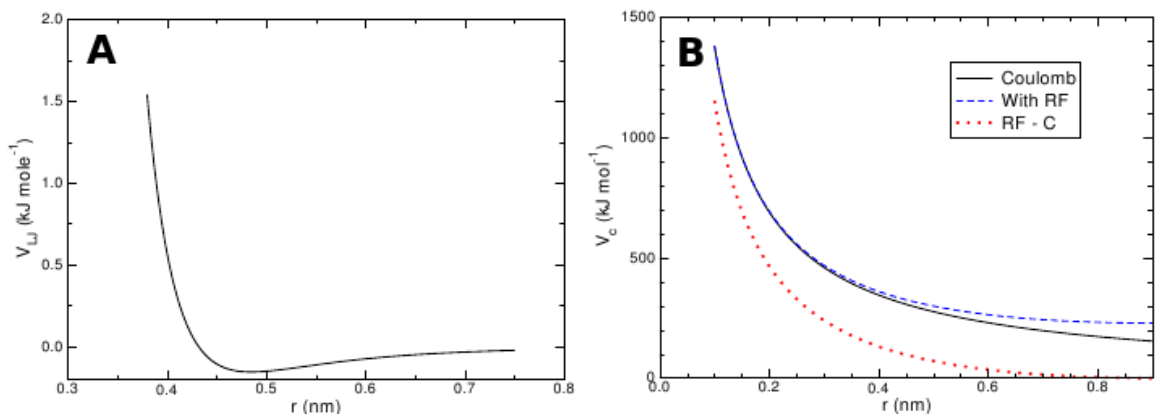 A
2.0
1.5
1.0
0.5
0.0
V_LJ (kJ mole⁻¹)
0.3 0.4 0.5 0.6 0.7 0.8
r (nm)
B
1500
1000
500
0
V_c (kJ mol⁻¹)
Coulomb
With RF
RF - C
0.0 0.2 0.4 0.6 0.8
r (nm)